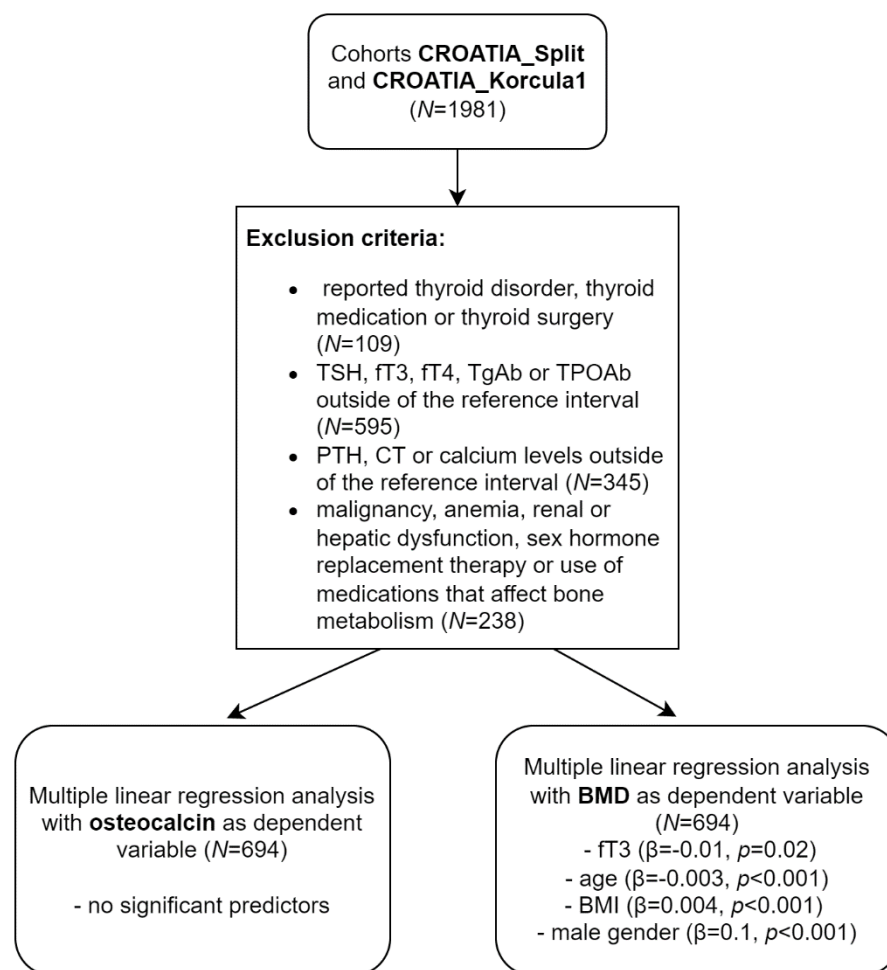 Cohorts CROATIA_Split
and CROATIA_Korcula1
(N=1981)
Exclusion criteria:
• reported thyroid disorder, thyroid
medication or thyroid surgery
(N=109)
• TSH, fT3, fT4, TgAb or TPOAb
outside of the reference interval
(N=595)
• PTH, CT or calcium levels outside
of the reference interval (N=345)
• malignancy, anemia, renal or
hepatic dysfunction, sex hormone
replacement therapy or use of
medications that affect bone
metabolism (N=238)
Multiple linear regression analysis
with osteocalcin as dependent
variable (N=694)
- no significant predictors
Multiple linear regression analysis
with BMD as dependent variable
(N=694)
- fT3 (β=-0.01, p=0.02)
- age (β=-0.003, p<0.001)
- BMI (β=0.004, p<0.001)
- male gender (β=0.1, p<0.001)